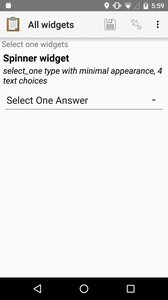 5:59
All widgets
Select one widgets
Spinner widget
select_one type with minimal appearance, 4
text choices
Select One Answer